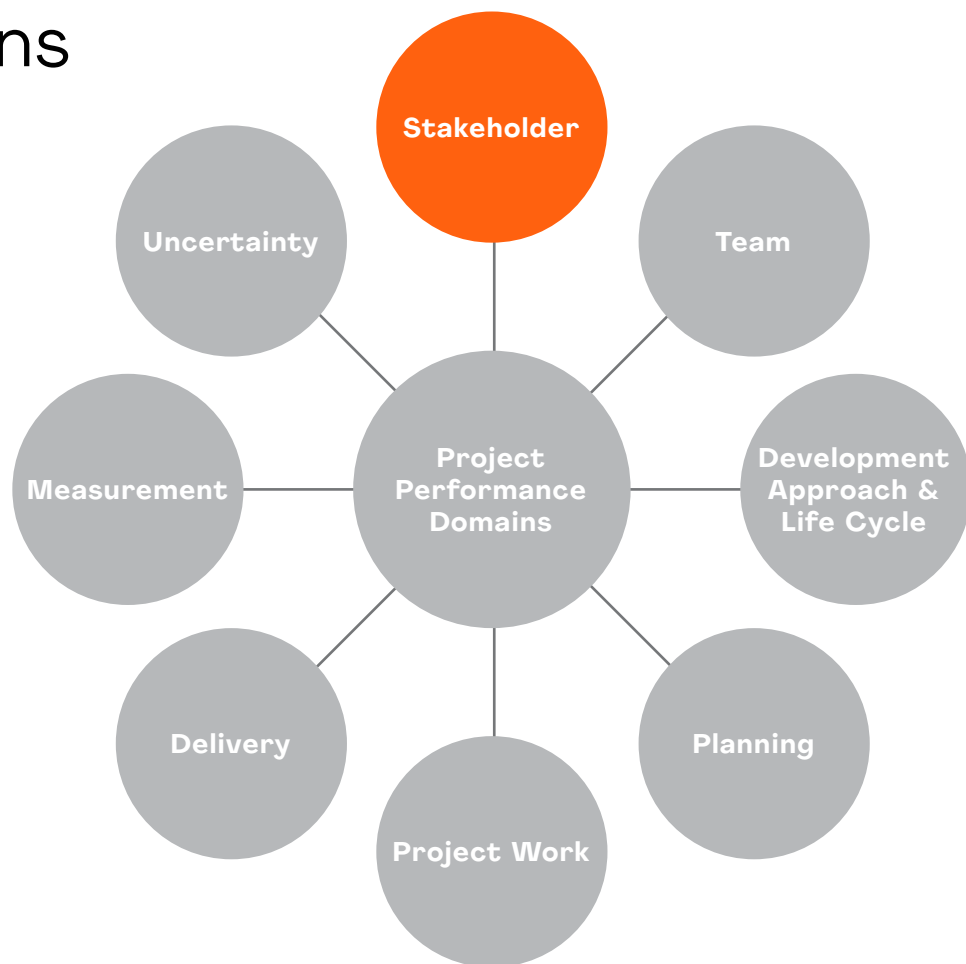 ns
Stakeholder
Uncertainty
Team
Project
Performance
Domains
Development
Approach &
Life Cycle
Measurement
Delivery
Planning
Project Work